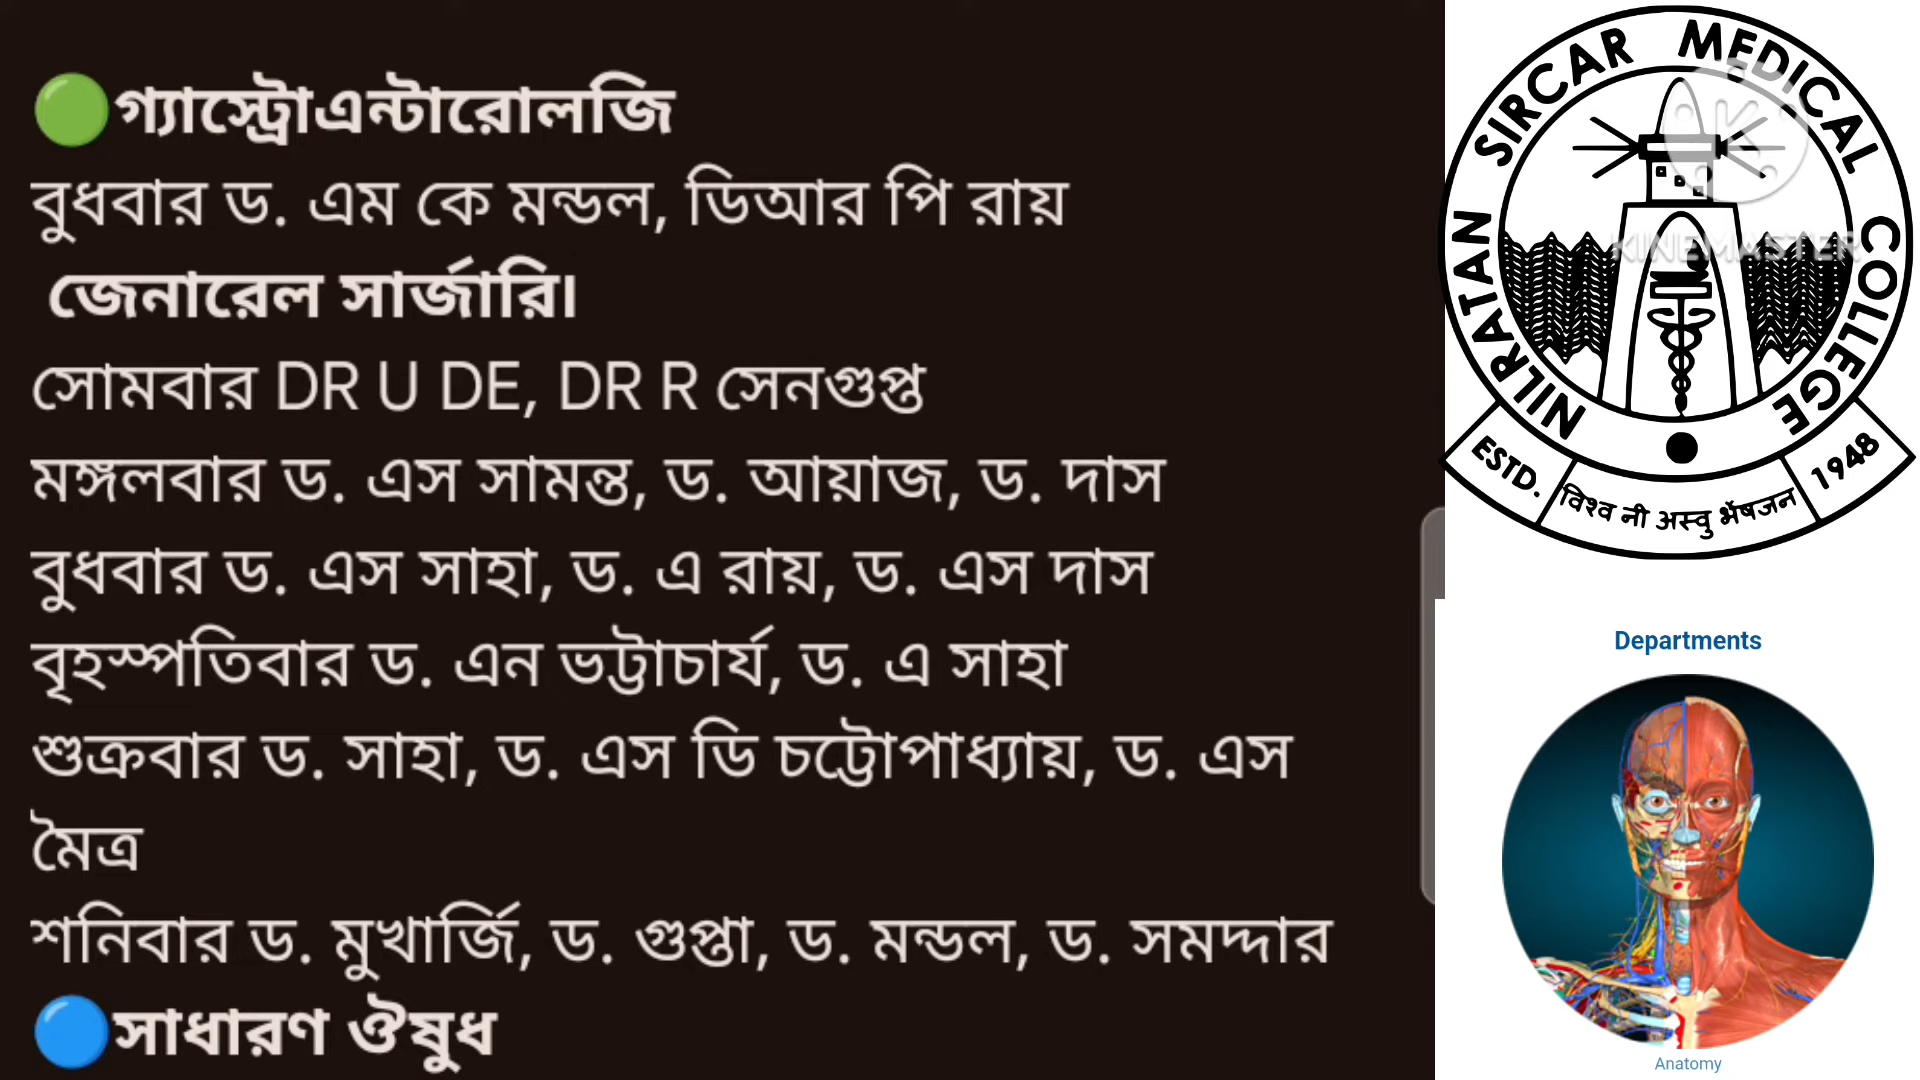 গ্যাস্ট্রোএন্টারোলজি
বুধবার ড. এম কে মন্ডল, ডিআর পি রায়
জেনারেল সার্জারি।
সোমবার DR U DE, DR R সেনগুপ্ত
মঙ্গলবার ড. এস সামন্ত, ড. আয়াজ, ড. দাস
বুধবার ড. এস সাহা, ড. এ রায়, ড. এস দাস
বৃহস্পতিবার ড. এন ভট্টাচার্য, ড. এ সাহা
শুক্রবার ড. সাহা, ড. এস ডি চট্টোপাধ্যায়, ড. এস
মৈত্র
শনিবার ড. মুখার্জি, ড. গুপ্তা, ড. মন্ডল, ড. সমদ্দার
সাধারণ ঔষুধ
NILRATAN SIRCAR MEDICAL COLLEGE
KINEMASTER
ESTD. 1948
विश्व नी अस्वु भेंषजन
Departments
Anatomy